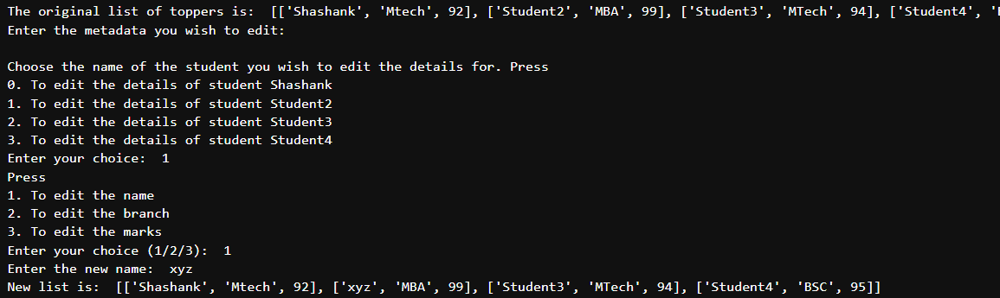 The original list of toppers is:  [['Shashank', 'Mtech', 92], ['Student2', 'MBA', 99], ['Student3', 'MTech', 94], ['Student4', '
Enter the metadata you wish to edit:
Choose the name of the student you wish to edit the details for. Press
0. To edit the details of student Shashank
1. To edit the details of student Student2
2. To edit the details of student Student3
3. To edit the details of student Student4
Enter your choice:  1
Press
1. To edit the name
2. To edit the branch
3. To edit the marks
Enter your choice (1/2/3):  1
Enter the new name:  xyz
New list is:  [['Shashank', 'Mtech', 92], ['xyz', 'MBA', 99], ['Student3', 'MTech', 94], ['Student4', 'BSC', 95]]